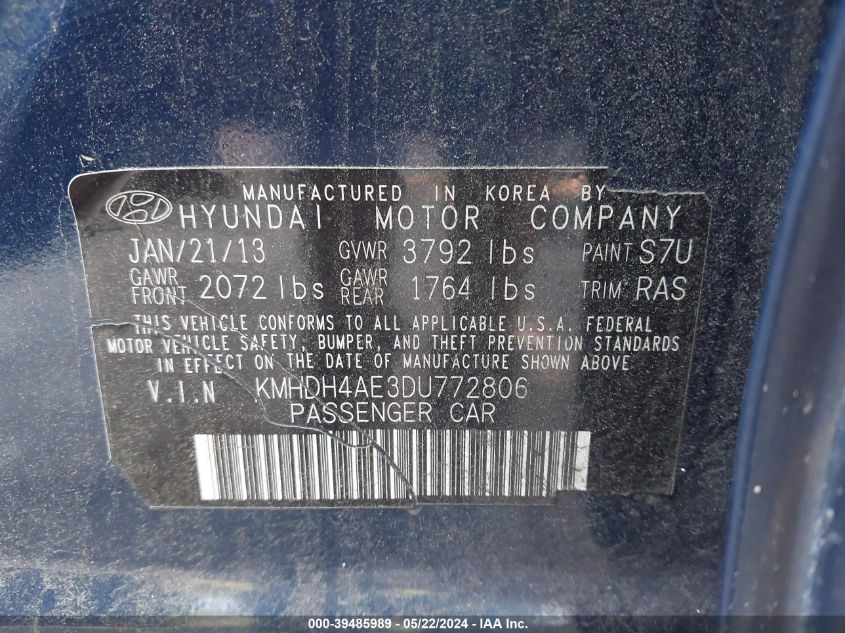 MANUFACTURED IN KOREA BY
HYUNDAI MOTOR COMPANY
JAN/21/13 GVWR 3792 lbs PAINT S7U
GAWR FRONT 2072 lbs GAWR REAR 1764 lbs TRIM RAS
THIS VEHICLE CONFORMS TO ALL APPLICABLE U.S.A. FEDERAL
MOTOR VEHICLE SAFETY, BUMPER, AND THEFT PREVENTION STANDARDS
IN EFFECT ON THE DATE OF MANUFACTURE SHOWN ABOVE
V.I.N KMHDH4AE3DU772806
PASSENGER CAR
000-39485989 - 05/22/2024 - IAA Inc.